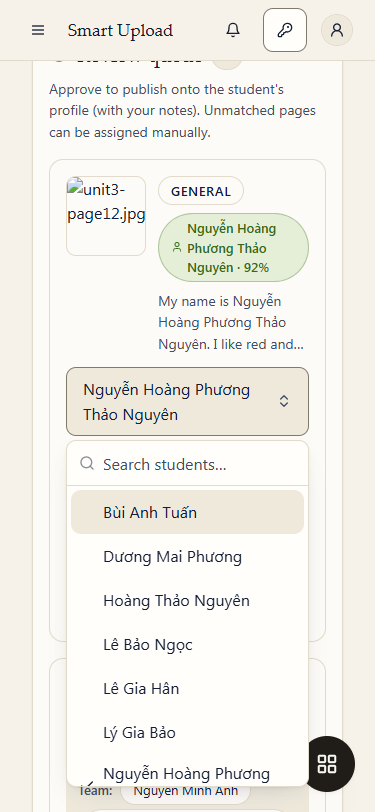 Smart Upload
Approve to publish onto the student's
profile (with your notes). Unmatched pages
can be assigned manually.
unit3-
page12.jpg
GENERAL
Nguyễn Hoàng
Phương Thảo
Nguyên · 92%
My name is Nguyễn
Hoàng Phương Thảo
Nguyên. I like red and...
Nguyễn Hoàng Phương
Thảo Nguyên
Search students...
Bùi Anh Tuấn
Dương Mai Phương
Hoàng Thảo Nguyên
Lê Bảo Ngọc
Lê Gia Hân
Lý Gia Bảo
Nguyễn Hoàng Phương
Team: Nguyễn Minh Anh